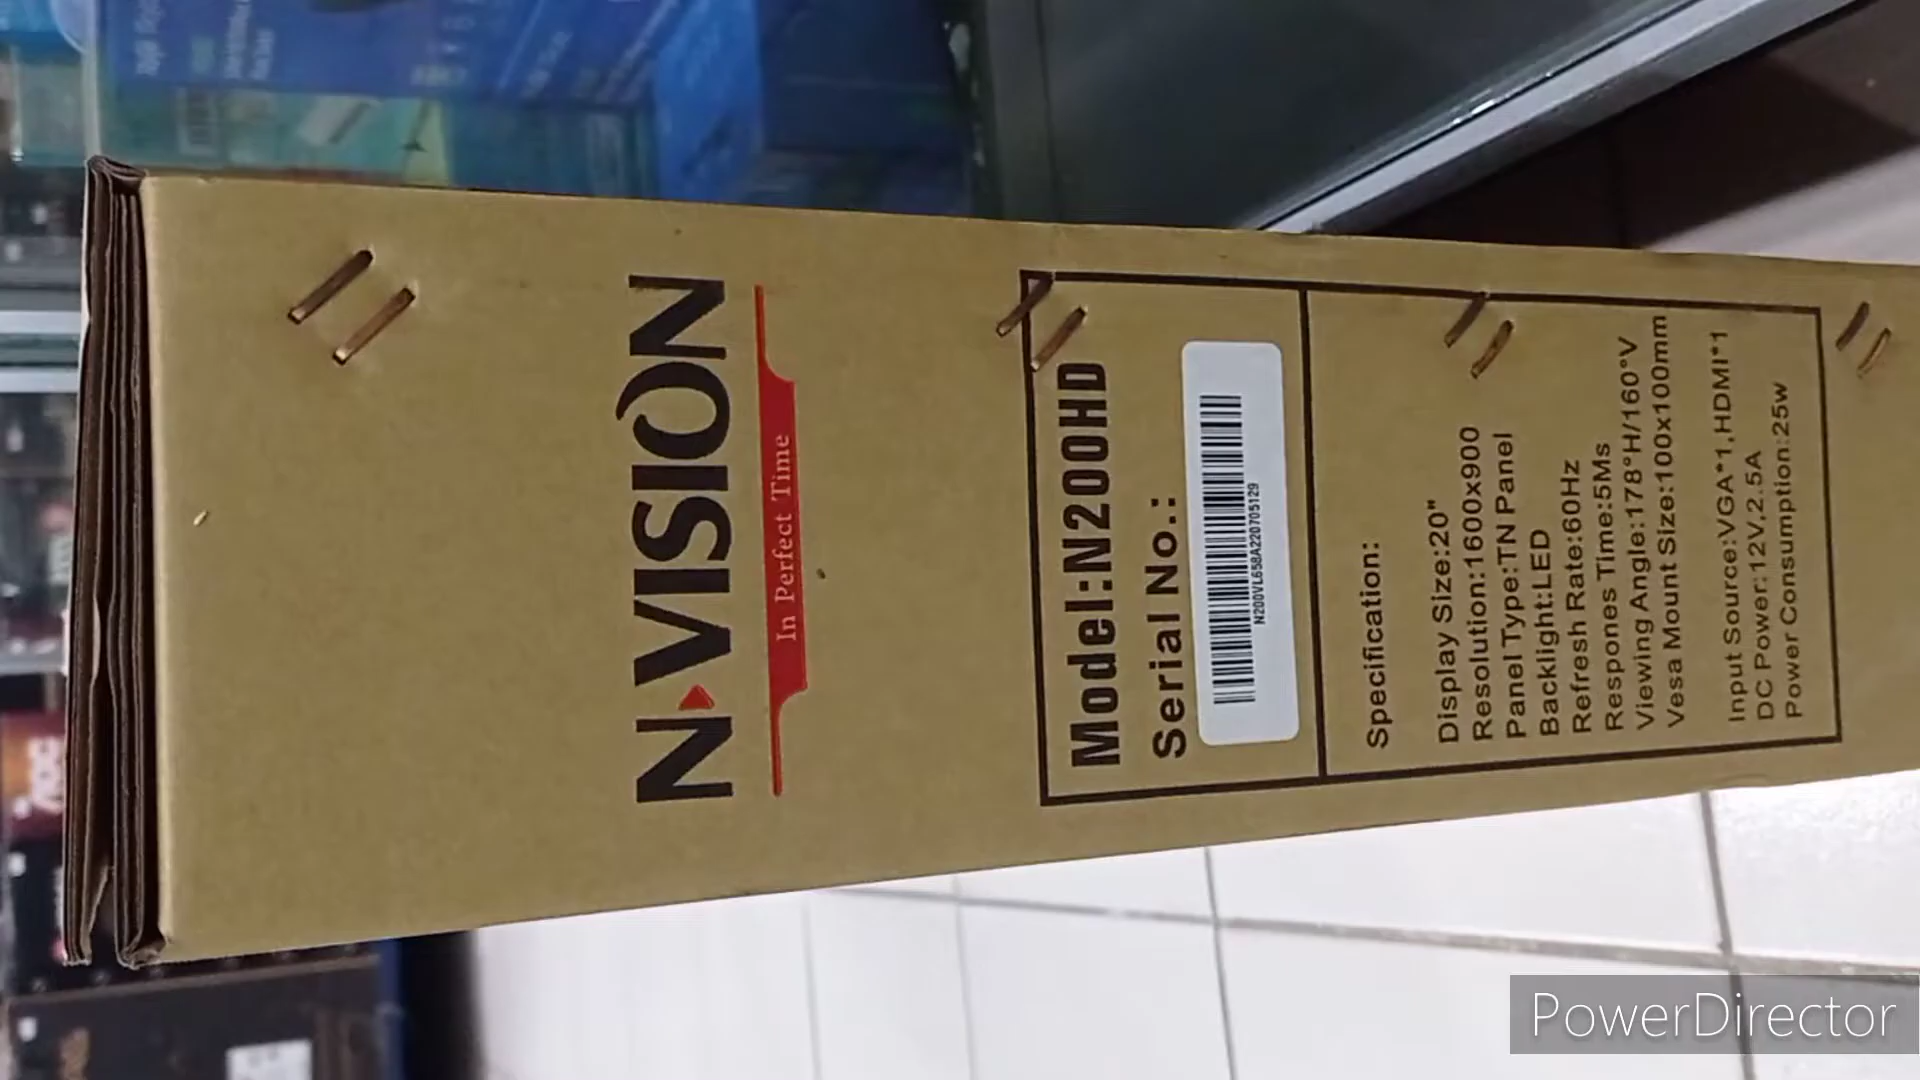 N-VISION
In Perfect Time
Model:N200HD
Serial No.:
N200VL658A220705129
Specification:
Display Size:20"
Resolution:1600x900
Panel Type:TN Panel
Backlight:LED
Refresh Rate:60Hz
Respones Time:5Ms
Viewing Angle:178°H/160°V
Vesa Mount Size:100x100mm
Input Source:VGA*1,HDMI*1
DC Power:12V,2.5A
Power Consumption:25w
PowerDirector